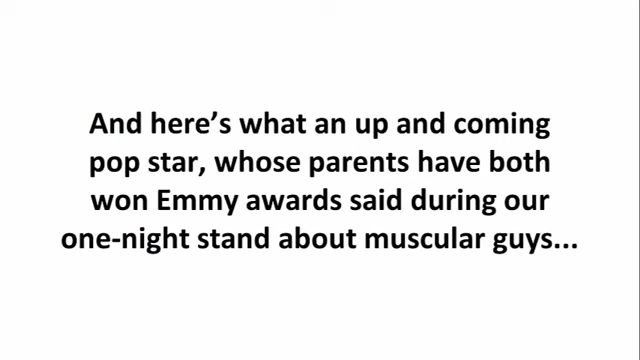 And here’s what an up and coming
pop star, whose parents have both
won Emmy awards said during our
one-night stand about muscular guys...